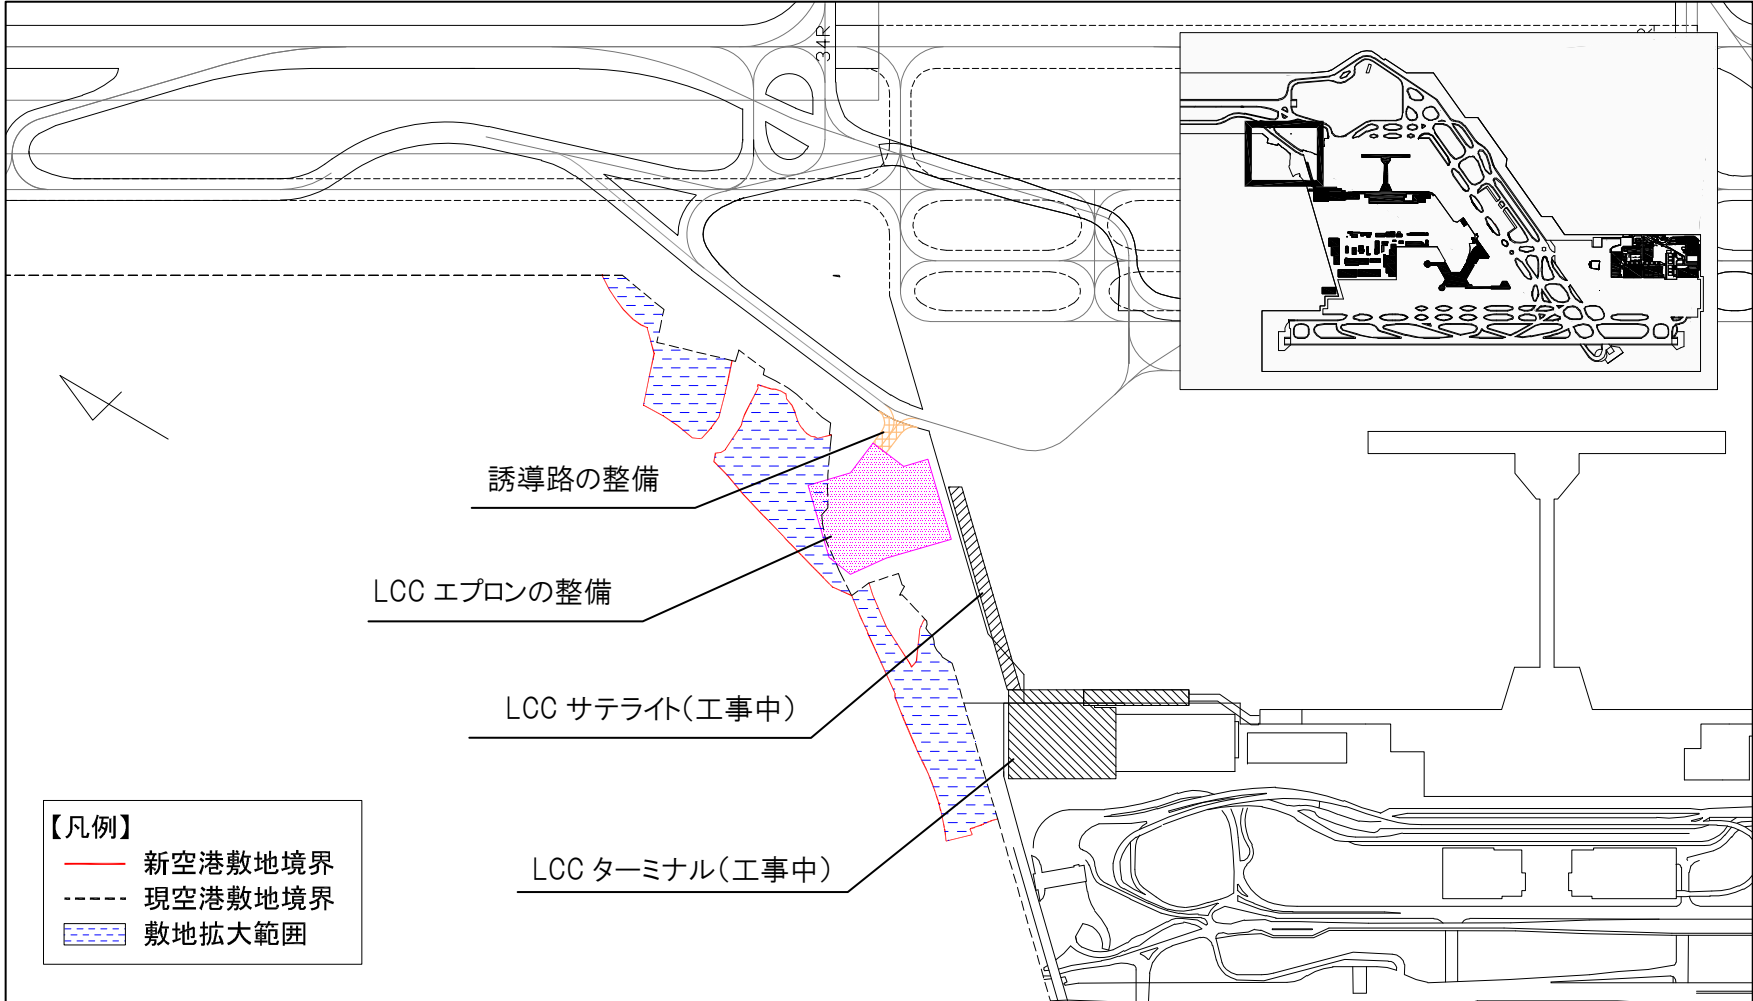 34R
誘導路の整備
LCC エプロンの整備
LCC サテライト(工事中)
LCC ターミナル(工事中)
【凡例】
新空港敷地境界
現空港敷地境界
敷地拡大範囲